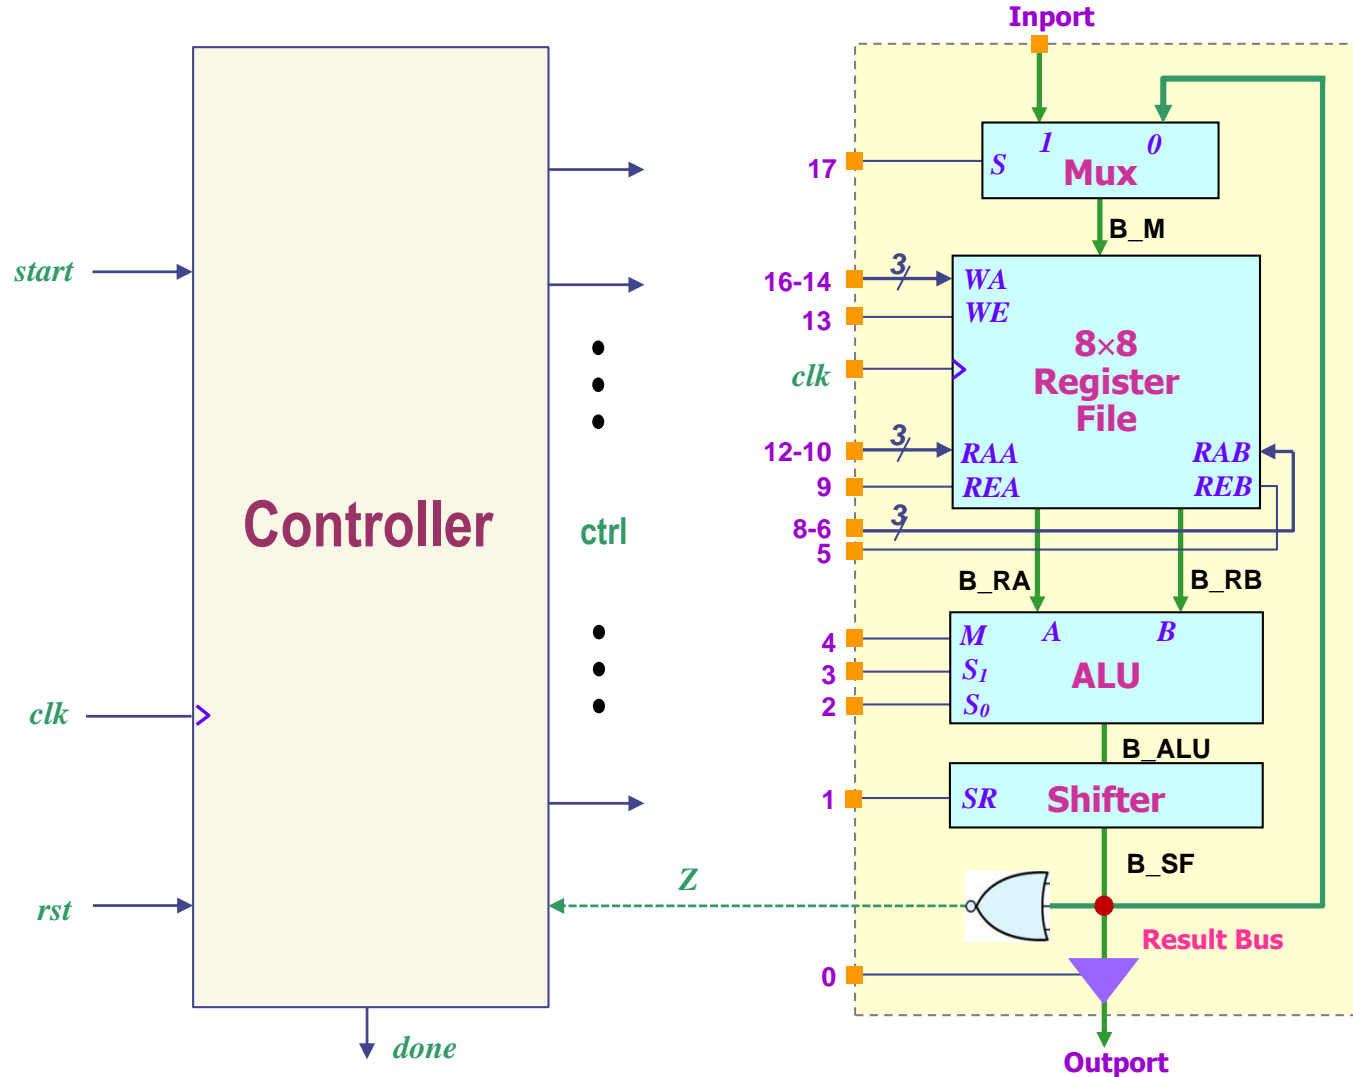 Inport
1 0
17
S
Mux
B_M
start
3
16-14
WA
13
WE
8×8
Register
File
clk
3
12-10
RAA
RAB
9
REA
REB
Controller
ctrl
3
8-6
5
B_RA
B_RB
4
M
A
B
3
S1
ALU
2
S0
clk
B_ALU
1
SR
Shifter
B_SF
Z
rst
Result Bus
0
done
Outport